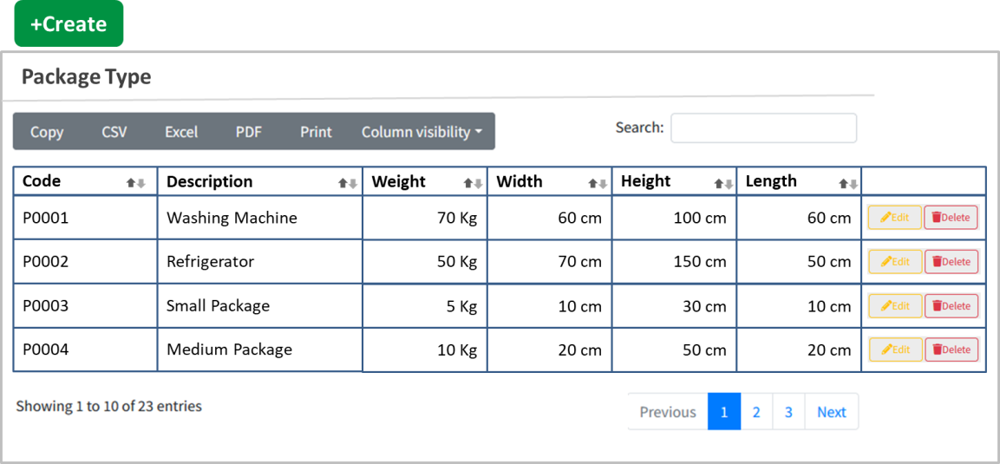 +Create
Package Type
Copy CSV Excel PDF Print Column visibility Search:
Code Description Weight Width Height Length
P0001 Washing Machine 70 Kg 60 cm 100 cm 60 cm Edit Delete
P0002 Refrigerator 50 Kg 70 cm 150 cm 50 cm Edit Delete
P0003 Small Package 5 Kg 10 cm 30 cm 10 cm Edit Delete
P0004 Medium Package 10 Kg 20 cm 50 cm 20 cm Edit Delete
Showing 1 to 10 of 23 entries Previous 1 2 3 Next